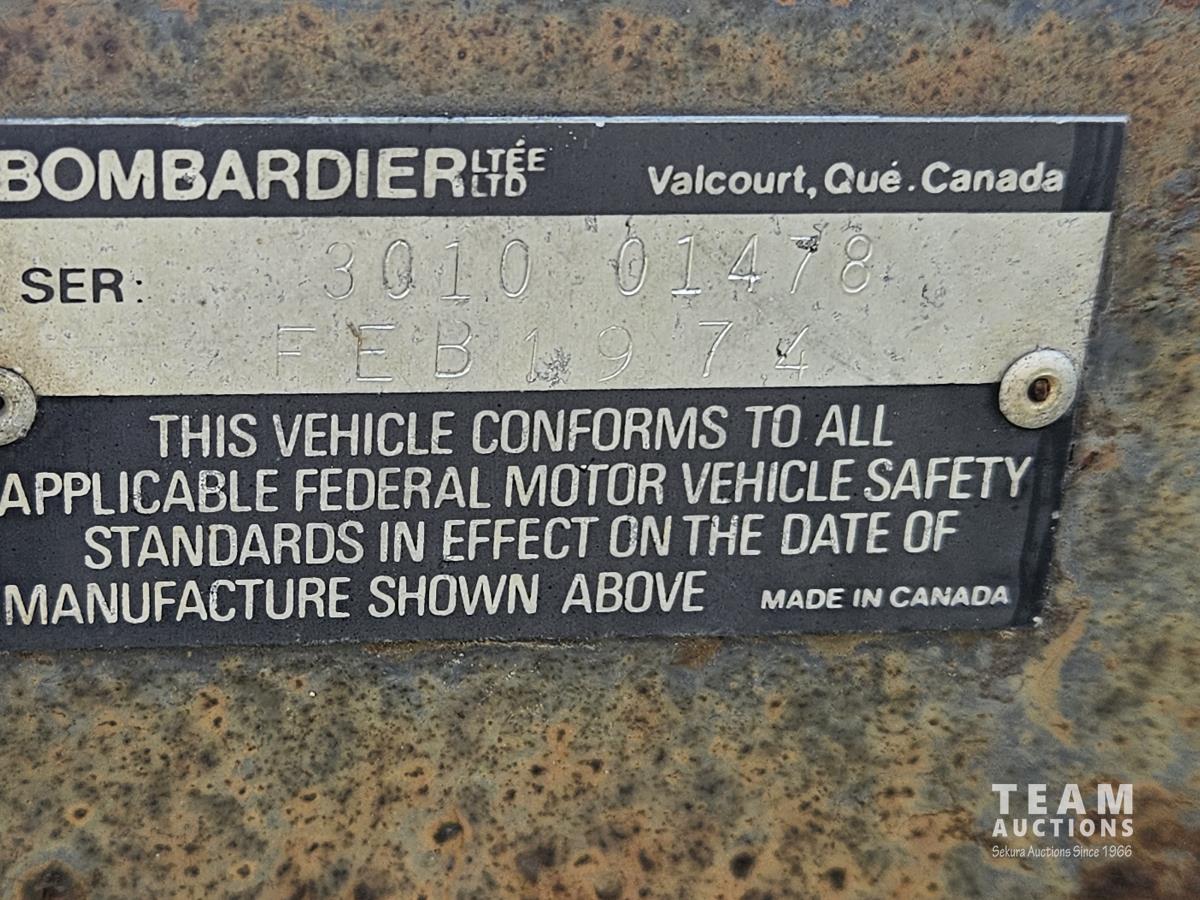 BOMBARDIER LTÉE LTD Valcourt, Qué. Canada
SER: 3010 01478
FEB 1974
THIS VEHICLE CONFORMS TO ALL
APPLICABLE FEDERAL MOTOR VEHICLE SAFETY
STANDARDS IN EFFECT ON THE DATE OF
MANUFACTURE SHOWN ABOVE MADE IN CANADA
TEAM
AUCTIONS
Sekura Auctions Since 1966